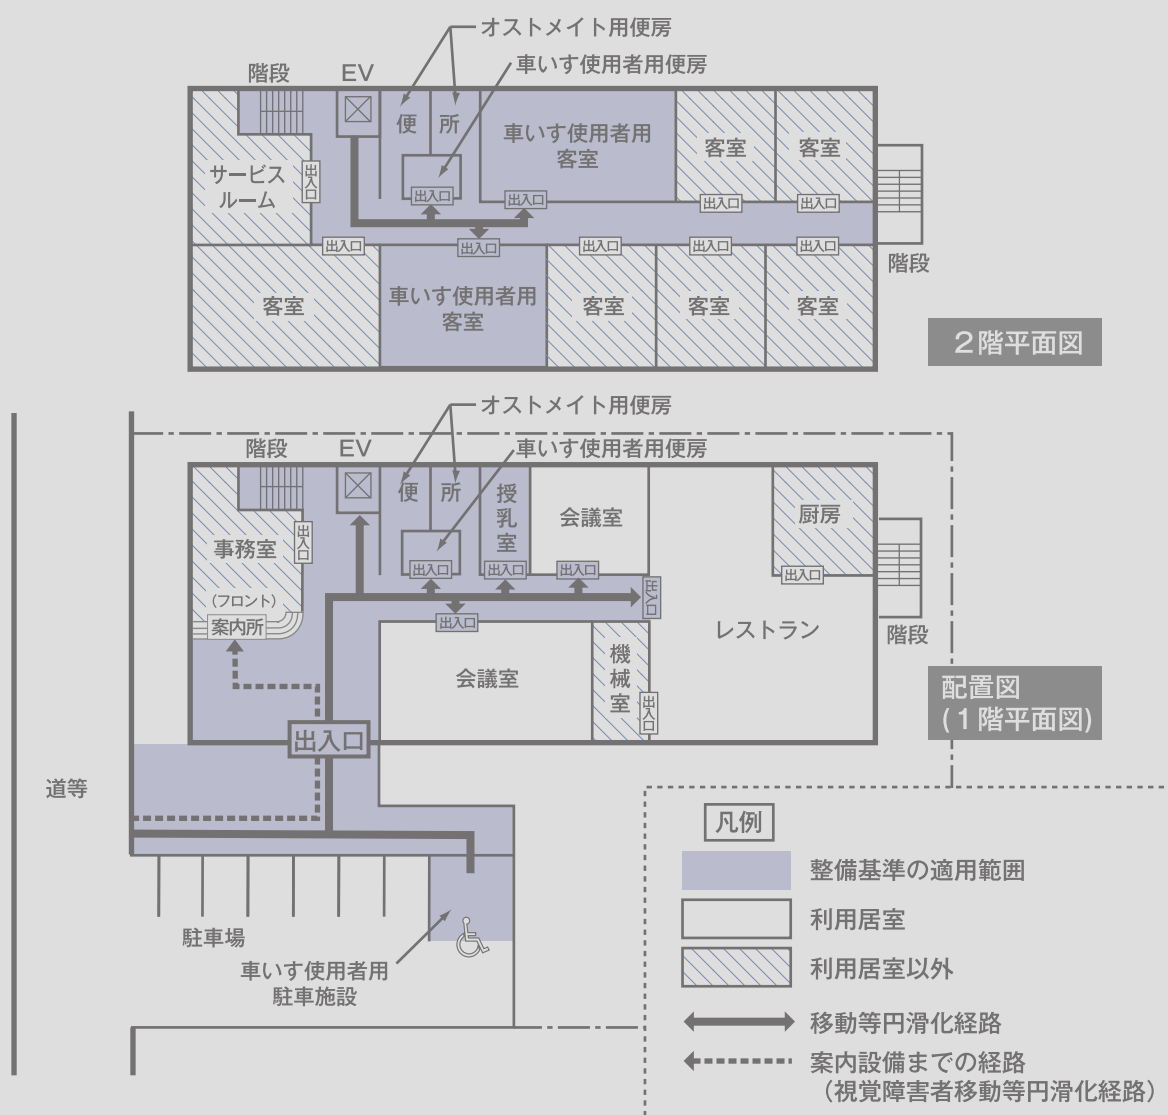 オストメイト用便房
車いす使用者用便房
階段
EV
便
所
車いす使用者用
客室
客室
客室
サービス
ルーム
出入口
出入口
出入口
出入口
出入口
出入口
出入口
出入口
出入口
出入口
階段
客室
車いす使用者用
客室
客室
客室
客室
2階平面図
オストメイト用便房
車いす使用者用便房
階段
EV
便
所
授乳室
会議室
厨房
事務室
出入口
出入口
出入口
出入口
出入口
出入口
(フロント)
案内所
出入口
レストラン
階段
会議室
機械室
出入口
配置図
(1階平面図)
出入口
道等
駐車場
車いす使用者用
駐車施設
凡例
整備基準の適用範囲
利用居室
利用居室以外
移動等円滑化経路
案内設備までの経路
(視覚障害者移動等円滑化経路)